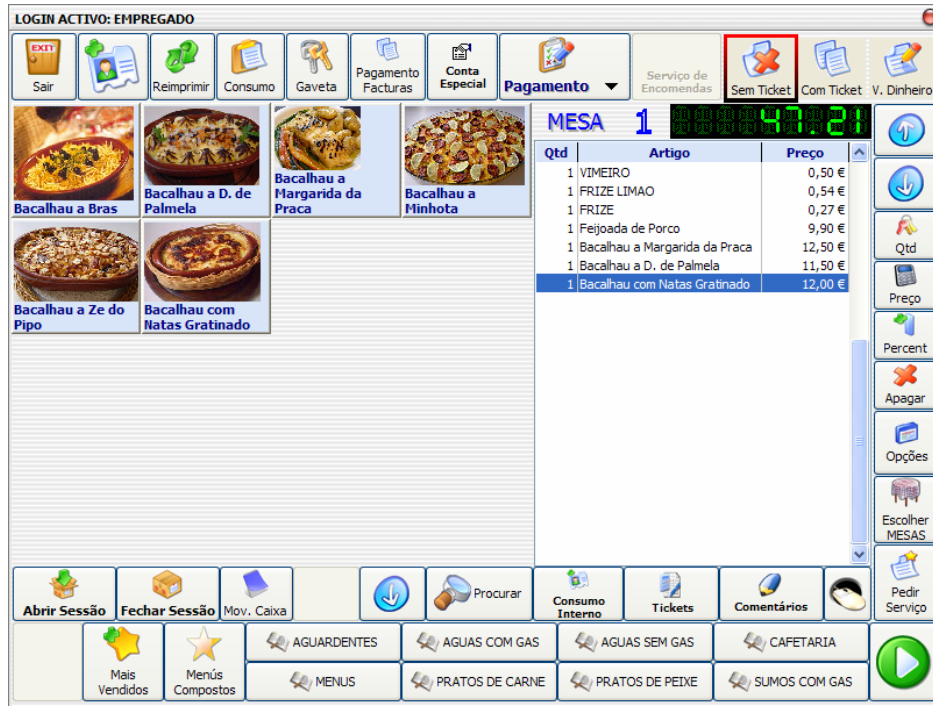 LOGIN ACTIVO: EMPREGADO
EXIT
Sair
Reimprimir
Consumo
Gaveta
Pagamento
Facturas
Conta
Especial
Pagamento
Serviço de
Encomendas
Sem Ticket
Com Ticket
V. Dinheiro
Bacalhau a Bras
Bacalhau a D. de
Palmela
Bacalhau a
Margarida da
Praca
Bacalhau a
Minhota
Bacalhau a Ze do
Pipo
Bacalhau com
Natas Gratinado
MESA 1 47.21
Qtd Artigo Preço
1 VIMEIRO 0,50 €
1 FRIZE LIMAO 0,54 €
1 FRIZE 0,27 €
1 Feijoada de Porco 9,90 €
1 Bacalhau a Margarida da Praca 12,50 €
1 Bacalhau a D. de Palmela 11,50 €
1 Bacalhau com Natas Gratinado 12,00 €
Qtd
Preço
Percent
Apagar
Opções
Escolher
MESAS
Pedir
Serviço
Abrir Sessão
Fechar Sessão
Mov. Caixa
Procurar
Consumo
Interno
Tickets
Comentários
Mais
Vendidos
Menús
Compostos
AGUARDENTES
AGUAS COM GAS
AGUAS SEM GAS
CAFETARIA
MENUS
PRATOS DE CARNE
PRATOS DE PEIXE
SUMOS COM GAS